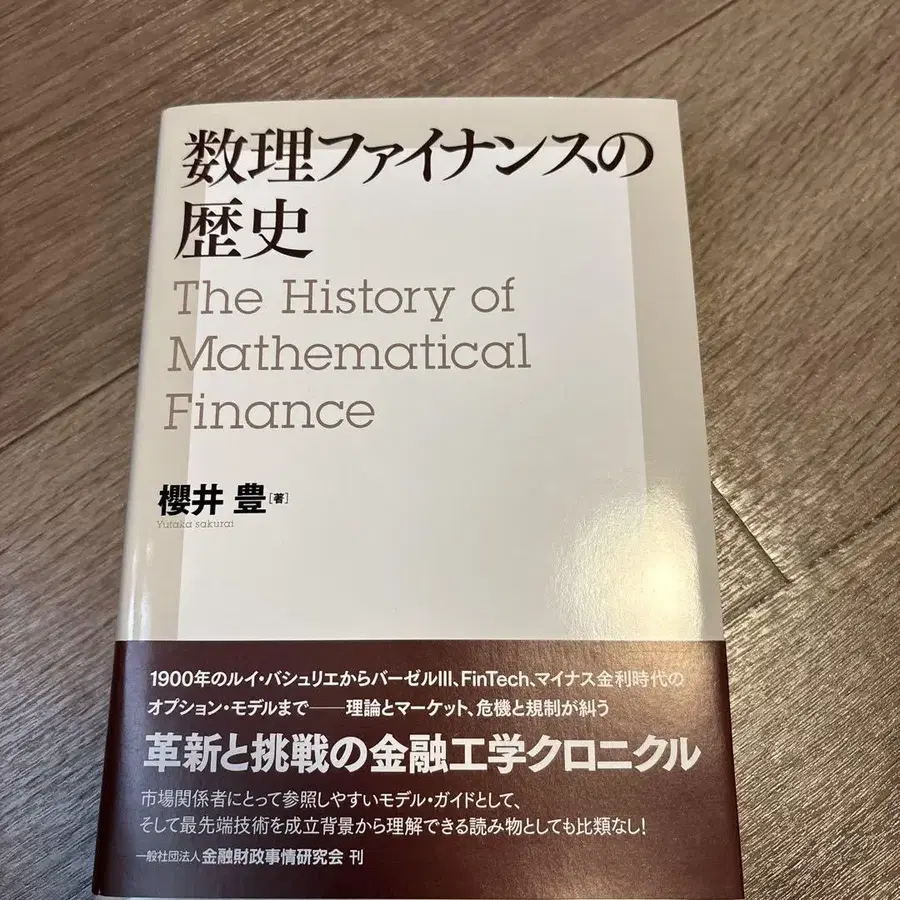 数理ファイナンスの
歴史
The History of
Mathematical
Finance
櫻井 豊[著]
Yutaka sakurai
1900年のルイ・バシュリエからバーゼルIII、FinTech、マイナス金利時代の
オプション・モデルまで──理論とマーケット、危機と規制が糾う
革新と挑戦の金融工学クロニクル
市場関係者にとって参照しやすいモデル・ガイドとして、
そして最先端技術を成立背景から理解できる読み物としても比類なし!
一般社団法人 金融財政事情研究会 刊